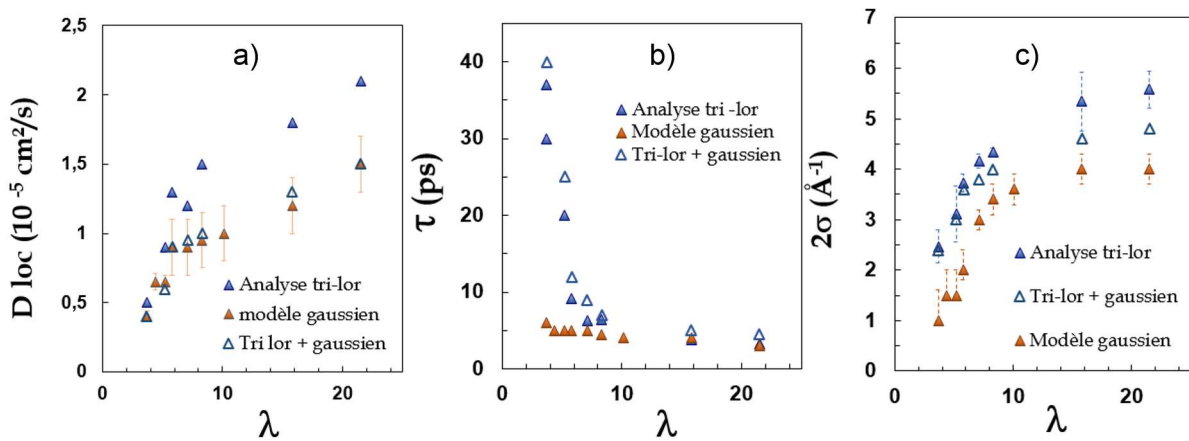 a)
D loc (10⁻⁵ cm²/s)
2,5
2
1,5
1
0,5
0
0 10 20
λ
Analyse tri-lor
modèle gaussien
Tri lor + gaussien
b)
τ (ps)
40
30
20
10
0
0 10 20
λ
Analyse tri -lor
Modèle gaussien
Tri-lor + gaussien
c)
2σ (Å⁻¹)
7
6
5
4
3
2
1
0
0 10 20
λ
Analyse tri-lor
Tri-lor + gaussien
Modèle gaussien